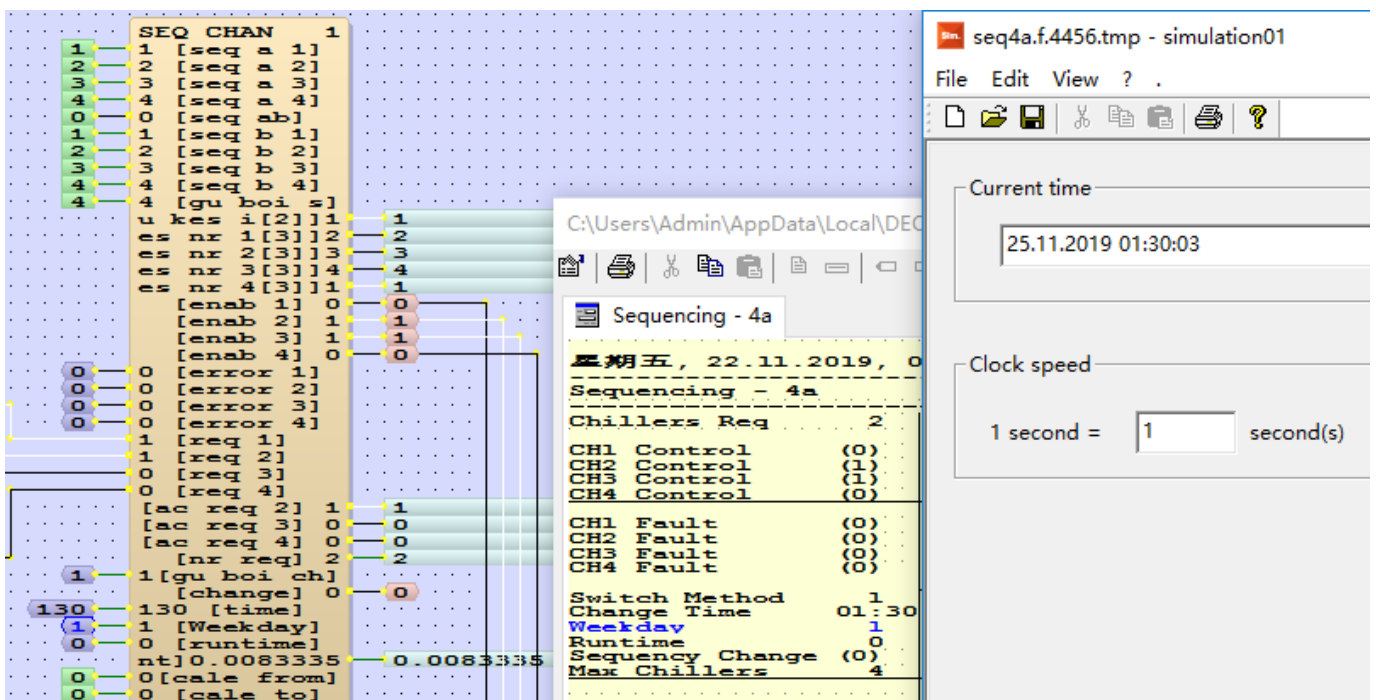 SEQ CHAN 1
1 1 [seq a 1]
2 2 [seq a 2]
3 3 [seq a 3]
4 4 [seq a 4]
0 0 [seq ab]
1 1 [seq b 1]
2 2 [seq b 2]
3 3 [seq b 3]
4 4 [seq b 4]
4 4 [gu boi s]
u kes i[2]]1 1
es nr 1[3]]2 2
es nr 2[3]]3 3
es nr 3[3]]4 4
es nr 4[3]]1 1
[enab 1] 0 0
[enab 2] 1 1
[enab 3] 1 1
[enab 4] 0 0
0 0 [error 1]
0 0 [error 2]
0 0 [error 3]
0 0 [error 4]
1 [req 1]
1 [req 2]
0 [req 3]
0 [req 4]
[ac req 2] 1 1
[ac req 3] 0 0
[ac req 4] 0 0
[nr req] 2 2
1 1[gu boi ch]
[change] 0 0
130 130 [time]
1 1 [Weekday]
0 0 [runtime]
nt]0.0083335 0.0083335
0 0[cale from]
0 0 [cale to]
C:\Users\Admin\AppData\Local\DEC
Sequencing - 4a
星期五, 22.11.2019, 0
Sequencing - 4a
Chillers Req 2
CH1 Control (0)
CH2 Control (1)
CH3 Control (1)
CH4 Control (0)
CH1 Fault (0)
CH2 Fault (0)
CH3 Fault (0)
CH4 Fault (0)
Switch Method 1
Change Time 01:30
Weekday 1
Runtime 0
Sequency Change (0)
Max Chillers 4
Sim. seq4a.f.4456.tmp - simulation01
File Edit View ? .
Current time
25.11.2019 01:30:03
Clock speed
1 second = 1 second(s)